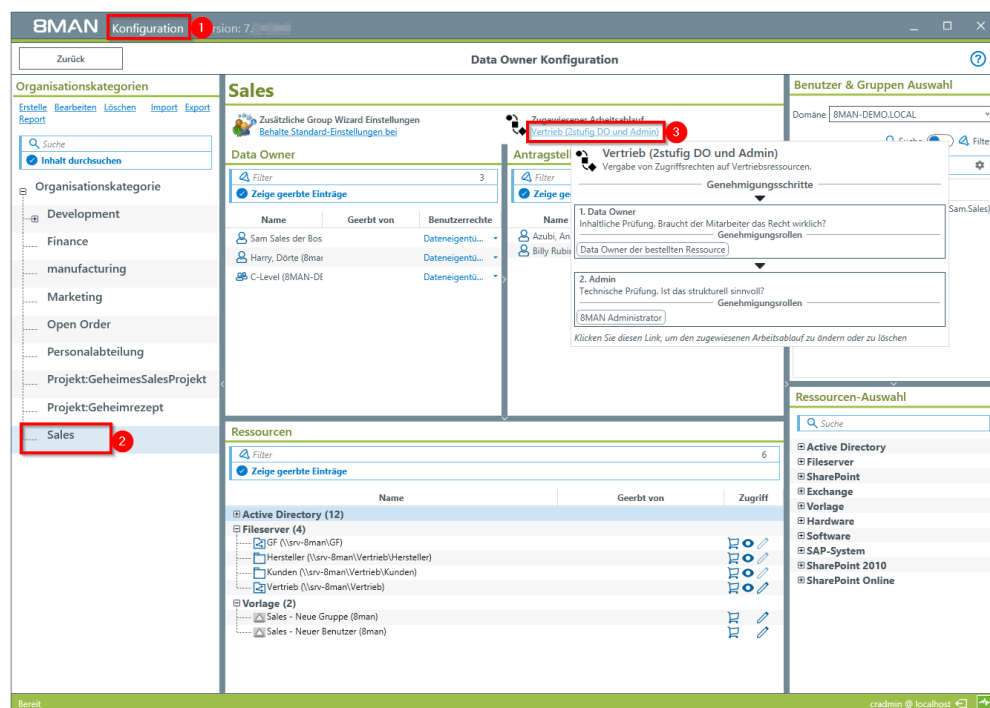 8MAN Konfiguration 1 rsion: 7.
Zurück
Data Owner Konfiguration
Organisationskategorien
Erstelle Bearbeiten Löschen Import Export
Report
Suche
Inhalt durchsuchen
Organisationskategorie
Development
Finance
manufacturing
Marketing
Open Order
Personalabteilung
Projekt:GeheimesSalesProjekt
Projekt:Geheimrezept
Sales 2
Sales
Zusätzliche Group Wizard Einstellungen
Behalte Standard-Einstellungen bei
Zugewiesener Arbeitsablauf
Vertrieb (2stufig DO und Admin) 3
Data Owner
Filter 3
Zeige geerbte Einträge
Name Geerbt von Benutzerrechte
Sam Sales der Bos Dateneigentü...
Harry, Dörte (8mar Dateneigentü...
C-Level (8MAN-DE Dateneigentü...
Antragstell
Filter
Zeige ge
Name
Azubi, An
Billy Rubi
Vertrieb (2stufig DO und Admin)
Vergabe von Zugriffsrechten auf Vertriebsressourcen.
Genehmigungsschritte
1. Data Owner
Inhaltliche Prüfung. Braucht der Mitarbeiter das Recht wirklich?
Genehmigungsrollen
Data Owner der bestellten Ressource
2. Admin
Technische Prüfung. Ist das strukturell sinnvoll?
Genehmigungsrollen
8MAN Administrator
Klicken Sie diesen Link, um den zugewiesenen Arbeitsablauf zu ändern oder zu löschen
Ressourcen
Filter 6
Zeige geerbte Einträge
Name Geerbt von Zugriff
Active Directory (12)
Fileserver (4)
GF (\\srv-8man\GF)
Hersteller (\\srv-8man\Vertrieb\Hersteller)
Kunden (\\srv-8man\Vertrieb\Kunden)
Vertrieb (\\srv-8man\Vertrieb)
Vorlage (2)
Sales - Neue Gruppe (8man)
Sales - Neuer Benutzer (8man)
Benutzer & Gruppen Auswahl
Domäne 8MAN-DEMO.LOCAL
Suche Filte
Sam.Sales)
Ressourcen-Auswahl
Suche
Active Directory
Fileserver
SharePoint
Exchange
Vorlage
Hardware
Software
SAP-System
SharePoint 2010
SharePoint Online
Bereit
cradmin @ localhost